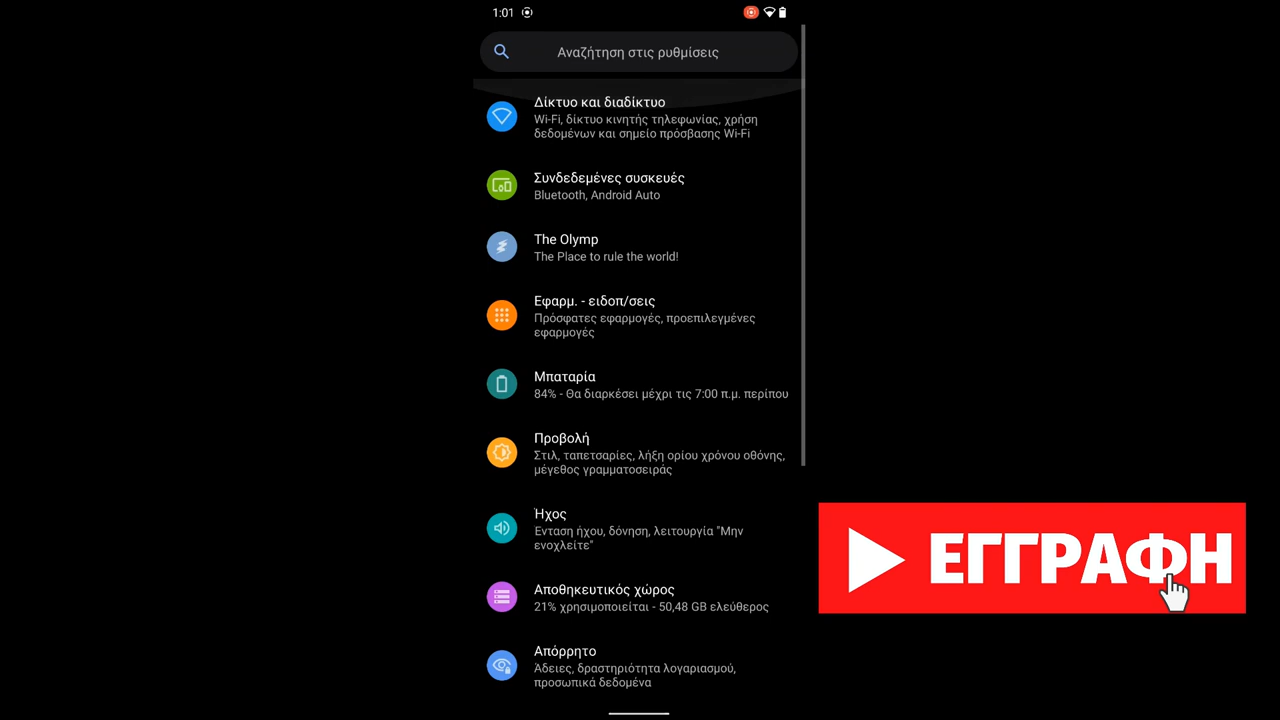 1:01
Αναζήτηση στις ρυθμίσεις
Δίκτυο και διαδίκτυο
Wi-Fi, δίκτυο κινητής τηλεφωνίας, χρήση
δεδομένων και σημείο πρόσβασης Wi-Fi
Συνδεδεμένες συσκευές
Bluetooth, Android Auto
The Olymp
The Place to rule the world!
Εφαρμ. - ειδοπ/σεις
Πρόσφατες εφαρμογές, προεπιλεγμένες
εφαρμογές
Μπαταρία
84% - Θα διαρκέσει μέχρι τις 7:00 π.μ. περίπου
Προβολή
Στιλ, ταπετσαρίες, λήξη ορίου χρόνου οθόνης,
μέγεθος γραμματοσειράς
Ήχος
Ένταση ήχου, δόνηση, λειτουργία "Μην
ενοχλείτε"
Αποθηκευτικός χώρος
21% χρησιμοποιείται - 50,48 GB ελεύθερος
Απόρρητο
Άδειες, δραστηριότητα λογαριασμού,
προσωπικά δεδομένα
ΕΓΓΡΑΦΗ